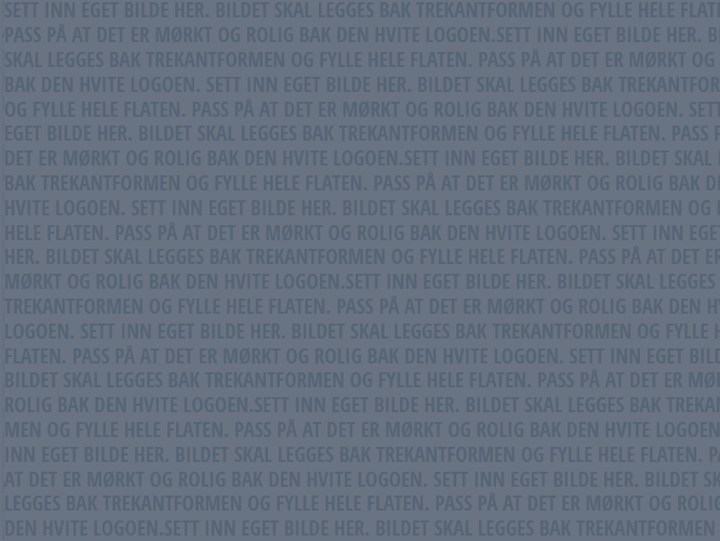 SETT INN EGET BILDE HER. BILDET SKAL LEGGES BAK TREKANTFORMEN OG FYLLE HELE FLAT
PASS PÅ AT DET ER MØRKT OG ROLIG BAK DEN HVITE LOGOEN.SETT INN EGET BILDE HER. B
SKAL LEGGES BAK TREKANTFORMEN OG FYLLE HELE FLATEN. PASS PÅ AT DET ER MØRKT OG
BAK DEN HVITE LOGOEN. SETT INN EGET BILDE HER. BILDET SKAL LEGGES BAK TREKANTFOR
OG FYLLE HELE FLATEN. PASS PÅ AT DET ER MØRKT OG ROLIG BAK DEN HVITE LOGOEN. SETT
EGET BILDE HER. BILDET SKAL LEGGES BAK TREKANTFORMEN OG FYLLE HELE FLATEN. PASS
DET ER MØRKT OG ROLIG BAK DEN HVITE LOGOEN.SETT INN EGET BILDE HER. BILDET SKAL
BAK TREKANTFORMEN OG FYLLE HELE FLATEN. PASS PÅ AT DET ER MØRKT OG ROLIG BAK D
HVITE LOGOEN. SETT INN EGET BILDE HER. BILDET SKAL LEGGES BAK TREKANTFORMEN OG
HELE FLATEN. PASS PÅ AT DET ER MØRKT OG ROLIG BAK DEN HVITE LOGOEN. SETT INN EGE
HER. BILDET SKAL LEGGES BAK TREKANTFORMEN OG FYLLE HELE FLATEN. PASS PÅ AT DET E
MØRKT OG ROLIG BAK DEN HVITE LOGOEN.SETT INN EGET BILDE HER. BILDET SKAL LEGGES
TREKANTFORMEN OG FYLLE HELE FLATEN. PASS PÅ AT DET ER MØRKT OG ROLIG BAK DEN H
LOGOEN. SETT INN EGET BILDE HER. BILDET SKAL LEGGES BAK TREKANTFORMEN OG FYLLE
FLATEN. PASS PÅ AT DET ER MØRKT OG ROLIG BAK DEN HVITE LOGOEN. SETT INN EGET BIL
BILDET SKAL LEGGES BAK TREKANTFORMEN OG FYLLE HELE FLATEN. PASS PÅ AT DET ER MØ
ROLIG BAK DEN HVITE LOGOEN.SETT INN EGET BILDE HER. BILDET SKAL LEGGES BAK TREKA
MEN OG FYLLE HELE FLATEN. PASS PÅ AT DET ER MØRKT OG ROLIG BAK DEN HVITE LOGOEN
INN EGET BILDE HER. BILDET SKAL LEGGES BAK TREKANTFORMEN OG FYLLE HELE FLATEN. P
AT DET ER MØRKT OG ROLIG BAK DEN HVITE LOGOEN. SETT INN EGET BILDE HER. BILDET SK
LEGGES BAK TREKANTFORMEN OG FYLLE HELE FLATEN. PASS PÅ AT DET ER MØRKT OG ROLIG
DEN HVITE LOGOEN.SETT INN EGET BILDE HER. BILDET SKAL LEGGES BAK TREKANTFORMEN